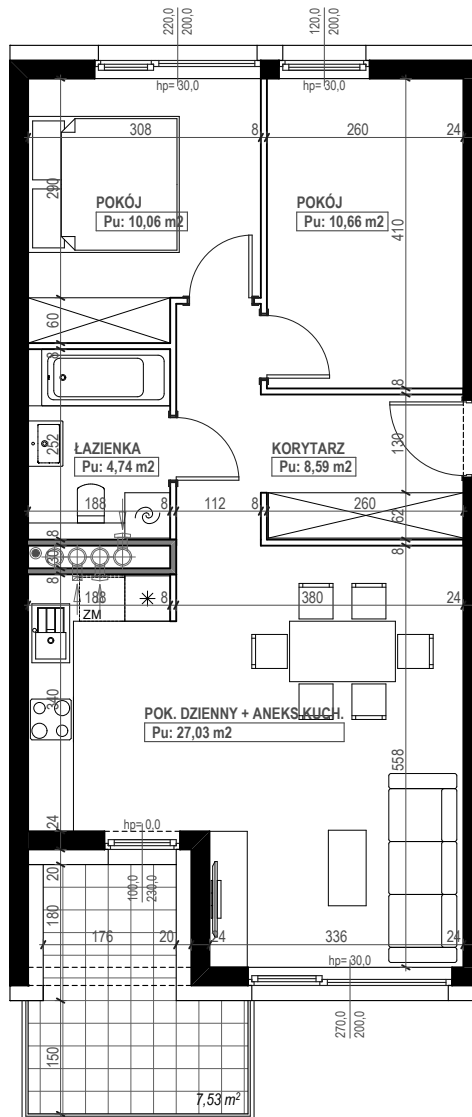 220,0
200,0
120,0
200,0
hp= 30,0
hp= 30,0
308
8
260
24
290
POKÓJ
Pu: 10,06 m2
POKÓJ
Pu: 10,66 m2
410
60
8
8
252
ŁAZIENKA
Pu: 4,74 m2
KORYTARZ
Pu: 8,59 m2
130
188
8
112
8
260
62
8
30
8
8
188
8
380
24
ZM
340
POK. DZIENNY + ANEKS KUCH.
Pu: 27,03 m2
558
24
hp= 0,0
20
100,0
230,0
180
176
20
24
336
24
hp= 30,0
270,0
200,0
150
7,53 m²